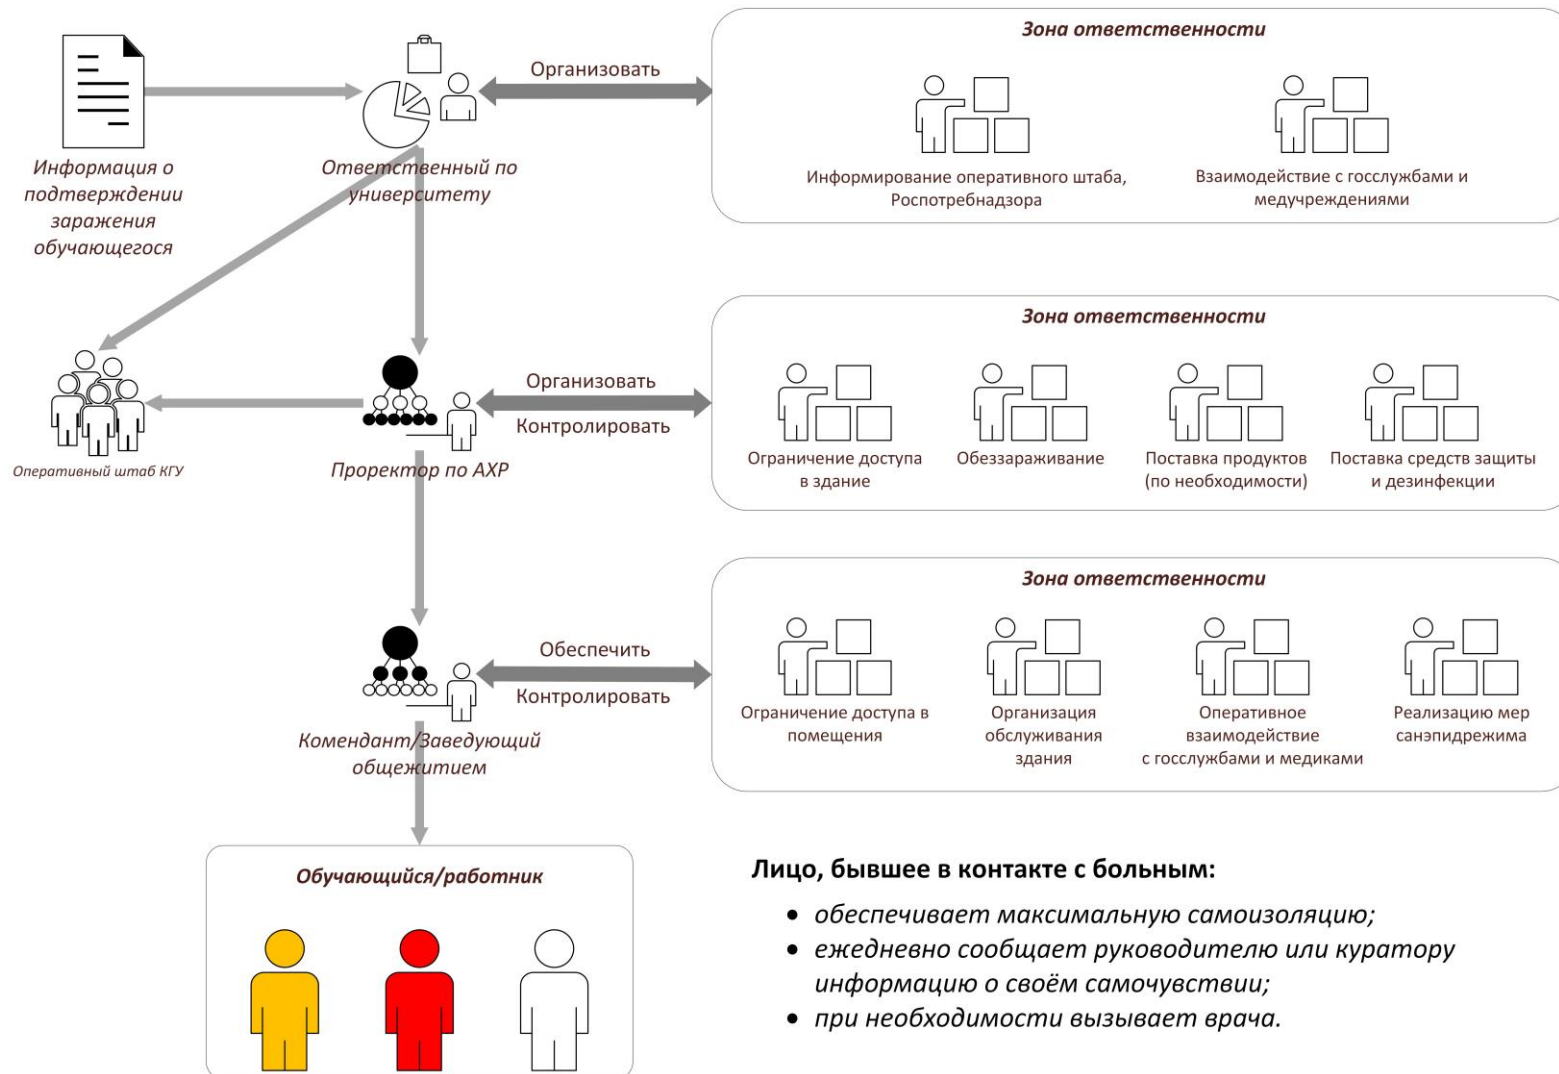 Зона ответственности
Организовать
Информация о
подтверждении
заражения
обучающегося
Ответственный по
университету
Информирование оперативного штаба,
Роспотребнадзора
Взаимодействие с госслужбами и
медучреждениями
Зона ответственности
Организовать
Контролировать
Оперативный штаб КГУ
Проректор по АХР
Ограничение доступа
в здание
Обеззараживание
Поставка продуктов
(по необходимости)
Поставка средств защиты
и дезинфекции
Зона ответственности
Обеспечить
Контролировать
Комендант/Заведующий
общежитием
Ограничение доступа в
помещения
Организация
обслуживания
здания
Оперативное
взаимодействие
с госслужбами и медиками
Реализацию мер
санэпидрежима
Обучающийся/работник
Лицо, бывшее в контакте с больным:
• обеспечивает максимальную самоизоляцию;
• ежедневно сообщает руководителю или куратору
информацию о своём самочувствии;
• при необходимости вызывает врача.